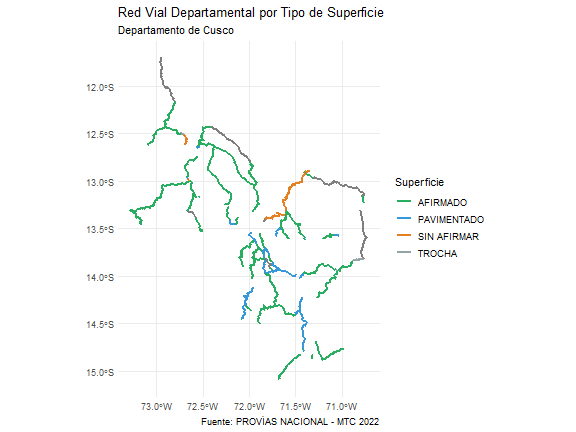 Red Vial Departamental por Tipo de Superficie
Departamento de Cusco
12.0°S
12.5°S
13.0°S
13.5°S
14.0°S
14.5°S
15.0°S
73.0°W
72.5°W
72.0°W
71.5°W
71.0°W
Superficie
AFIRMADO
PAVIMENTADO
SIN AFIRMAR
TROCHA
Fuente: PROVÍAS NACIONAL - MTC 2022